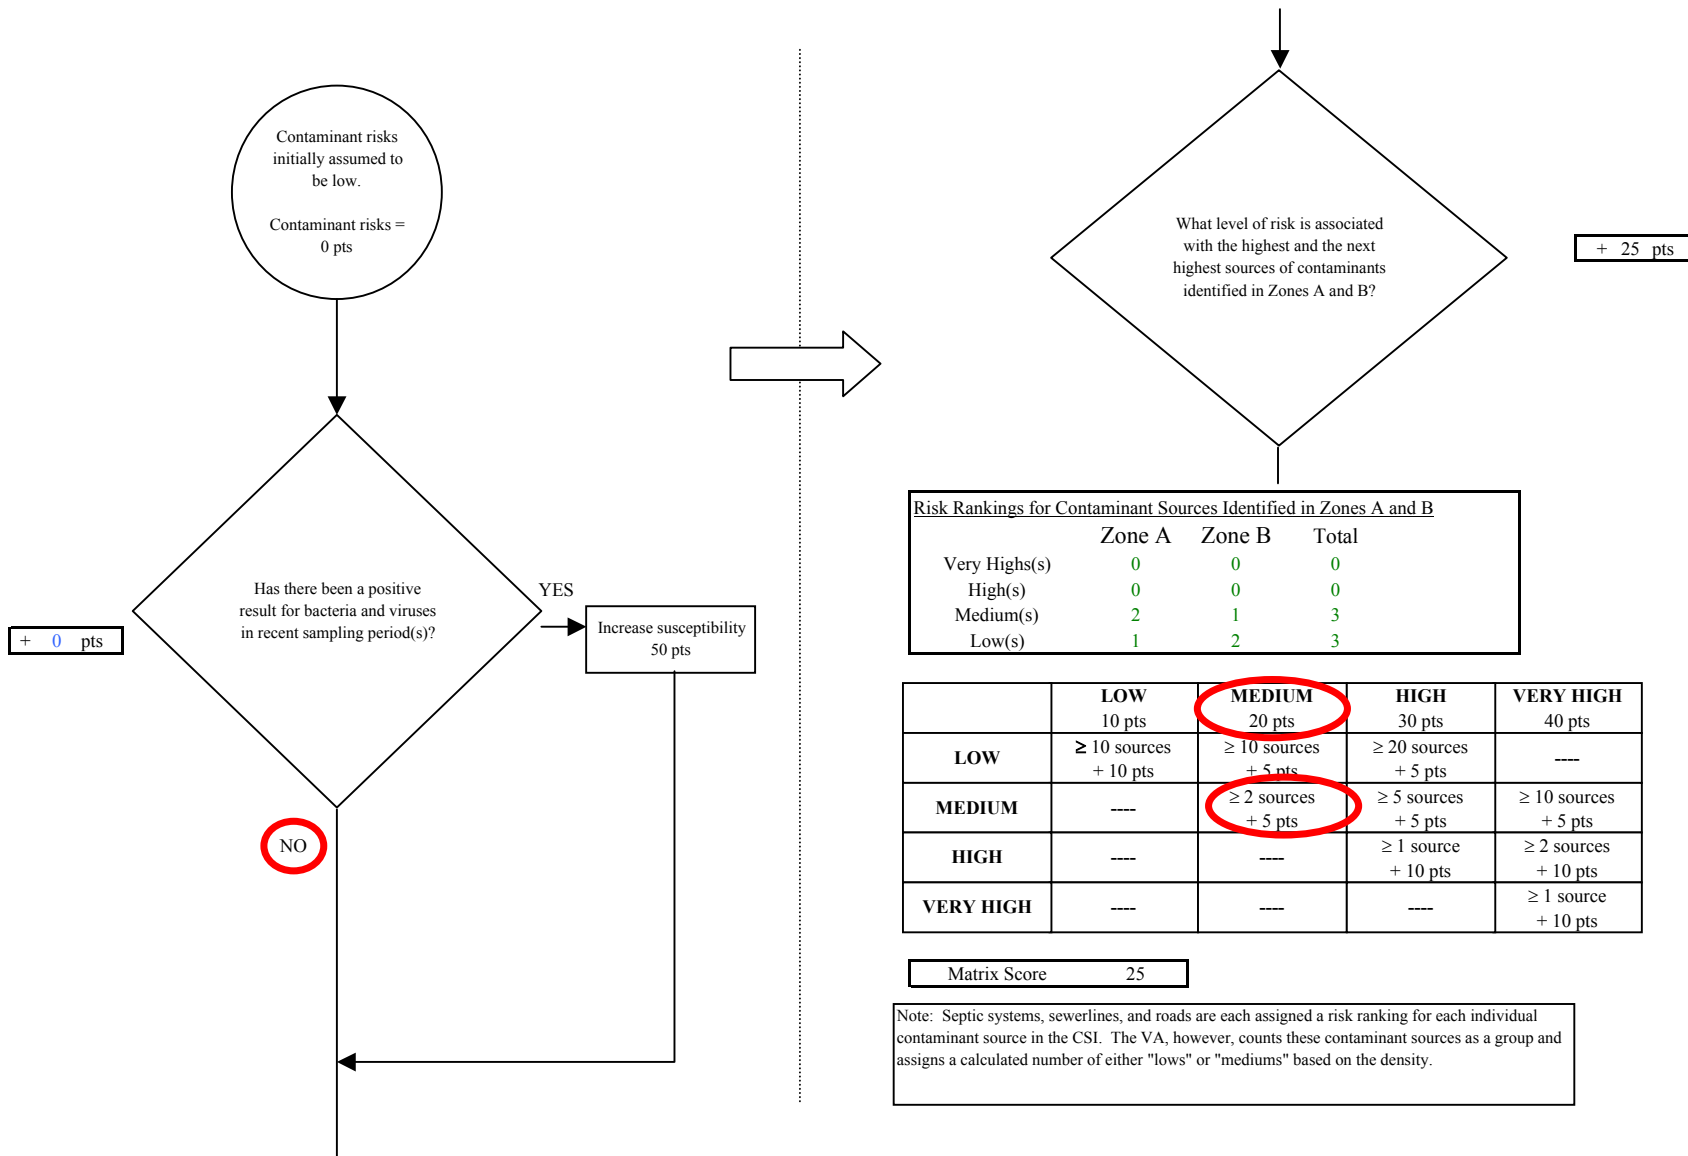 Contaminant risks
initially assumed to
be low.
Contaminant risks =
0 pts
Has there been a positive
result for bacteria and viruses
in recent sampling period(s)?
YES
+ 0 pts
Increase susceptibility
50 pts
NO
What level of risk is associated
with the highest and the next
highest sources of contaminants
identified in Zones A and B?
+ 25 pts
Risk Rankings for Contaminant Sources Identified in Zones A and B
Zone A Zone B Total
Very Highs(s) 0 0 0
High(s) 0 0 0
Medium(s) 2 1 3
Low(s) 1 2 3
LOW MEDIUM HIGH VERY HIGH
10 pts 20 pts 30 pts 40 pts
LOW ≥ 10 sources + 10 pts ≥ 10 sources + 5 pts ≥ 20 sources + 5 pts ----
MEDIUM ---- ≥ 2 sources + 5 pts ≥ 5 sources + 5 pts ≥ 10 sources + 5 pts
HIGH ---- ---- ≥ 1 source + 10 pts ≥ 2 sources + 10 pts
VERY HIGH ---- ---- ---- ≥ 1 source + 10 pts
Matrix Score 25
Note: Septic systems, sewerlines, and roads are each assigned a risk ranking for each individual
contaminant source in the CSI. The VA, however, counts these contaminant sources as a group and
assigns a calculated number of either "lows" or "mediums" based on the density.